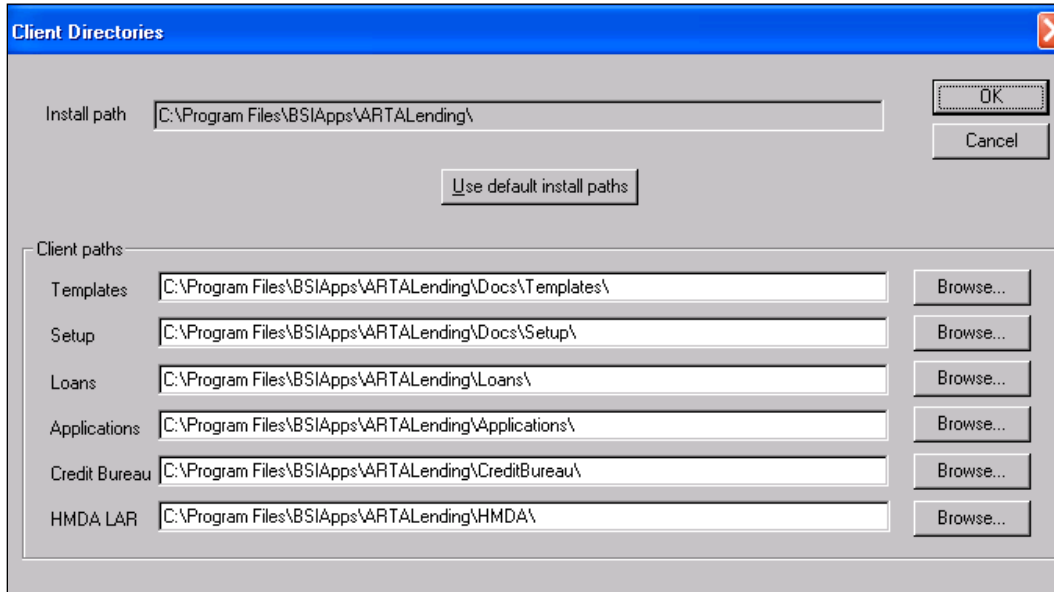 Client Directories
Install path C:\Program Files\BSIApps\ARTALending\
OK
Cancel
Use default install paths
Client paths
Templates C:\Program Files\BSIApps\ARTALending\Docs\Templates\ Browse...
Setup C:\Program Files\BSIApps\ARTALending\Docs\Setup\ Browse...
Loans C:\Program Files\BSIApps\ARTALending\Loans\ Browse...
Applications C:\Program Files\BSIApps\ARTALending\Applications\ Browse...
Credit Bureau C:\Program Files\BSIApps\ARTALending\CreditBureau\ Browse...
HMDA LAR C:\Program Files\BSIApps\ARTALending\HMDA\ Browse...